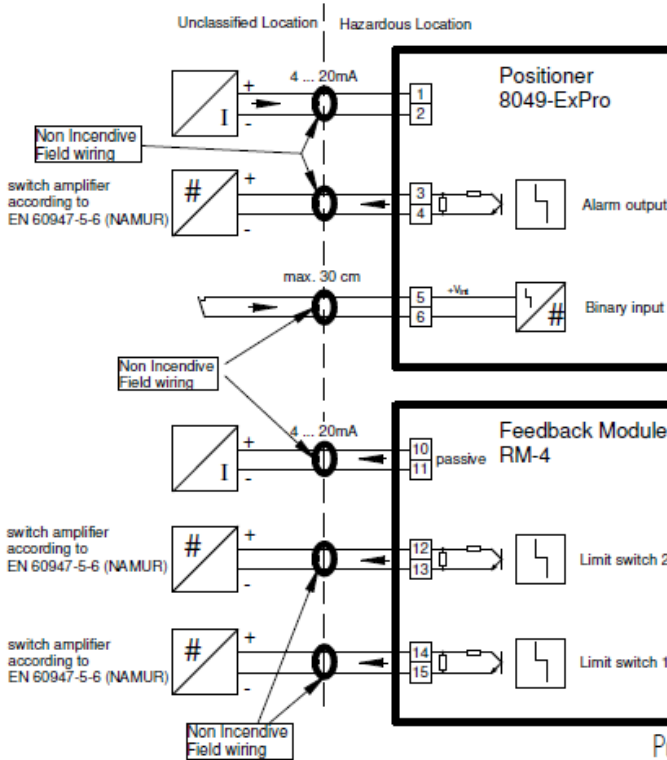 Unclassified Location
Hazardous Location
4 ... 20mA
Positioner
8049-ExPro
+
I
-
1
2
Non Incendive
Field wiring
switch amplifier
according to
EN 60947-5-6 (NAMUR)
#
+
-
3
4
Alarm output
max. 30 cm
5
6
+Vint
#
Binary input
Non Incendive
Field wiring
4 ... 20mA
Feedback Module
RM-4
+
I
-
10
11
passive
switch amplifier
according to
EN 60947-5-6 (NAMUR)
#
+
-
12
13
Limit switch 2
switch amplifier
according to
EN 60947-5-6 (NAMUR)
#
+
-
14
15
Limit switch 1
Non Incendive
Field wiring